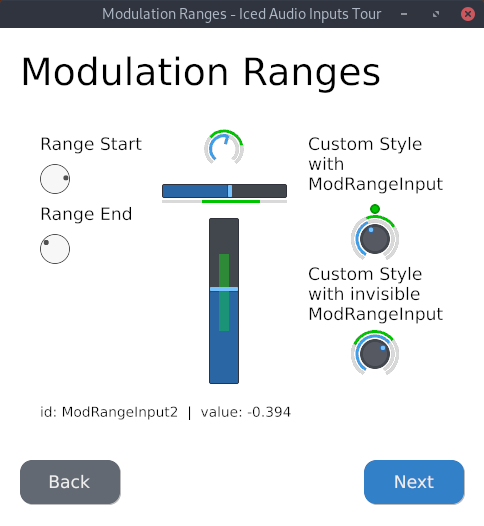 Modulation Ranges - Iced Audio Inputs Tour
Modulation Ranges
Range Start
Range End
Custom Style
with
ModRangeInput
Custom Style
with invisible
ModRangeInput
id: ModRangeInput2 | value: -0.394
Back
Next